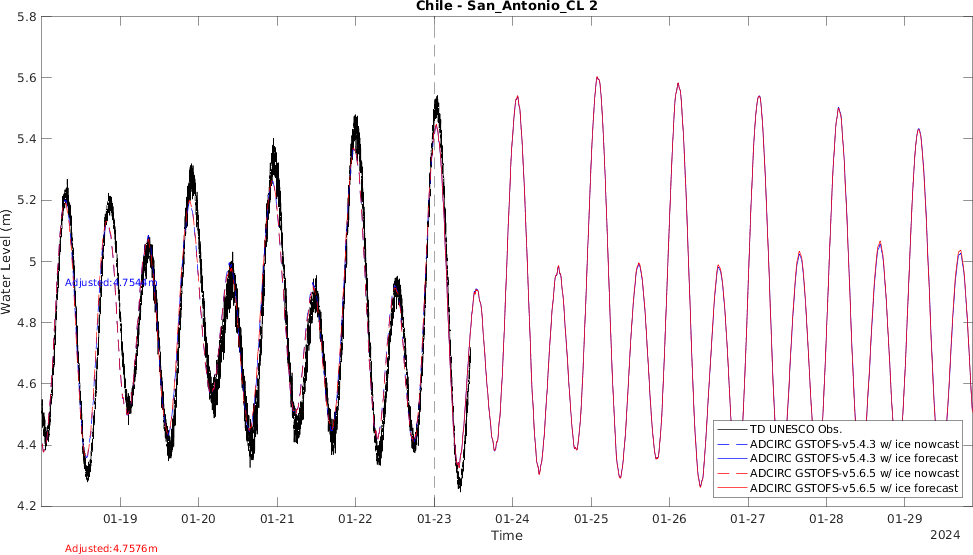 Chile - San_Antonio_CL 2
Water Level (m)
5.8
5.6
5.4
5.2
5
4.8
4.6
4.4
4.2
Adjusted:4.7544m
TD UNESCO Obs.
ADCIRC GSTOFS-v5.4.3 w/ ice nowcast
ADCIRC GSTOFS-v5.4.3 w/ ice forecast
ADCIRC GSTOFS-v5.6.5 w/ ice nowcast
ADCIRC GSTOFS-v5.6.5 w/ ice forecast
01-19 01-20 01-21 01-22 01-23 01-24 01-25 01-26 01-27 01-28 01-29
Time
2024
Adjusted:4.7576m